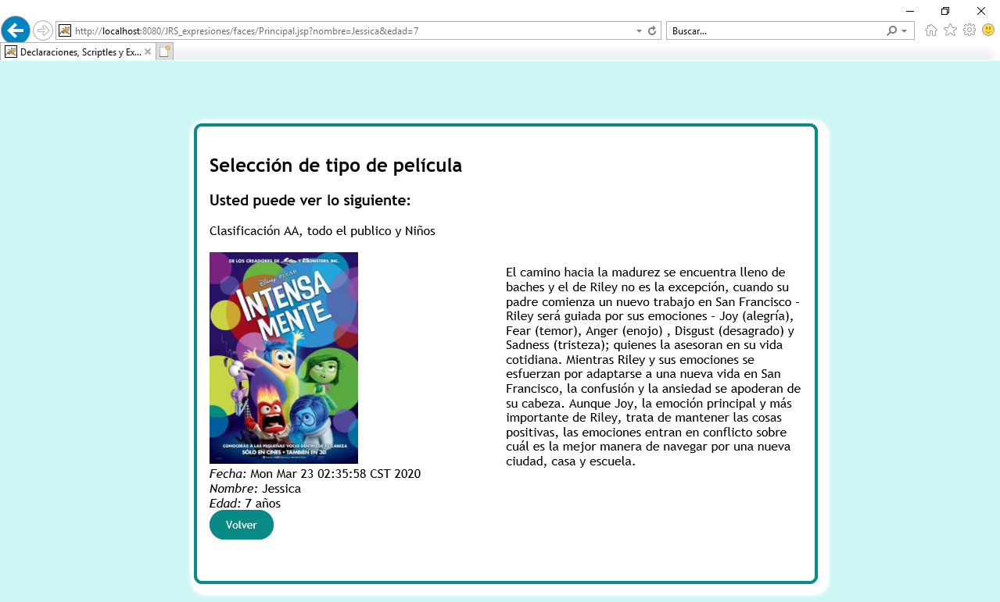 http://localhost:8080/JRS_expresiones/faces/Principal.jsp?nombre=Jessica&edad=7
Buscar...
Declaraciones, Scriptles y Ex...
Selección de tipo de película
Usted puede ver lo siguiente:
Clasificación AA, todo el publico y Niños
DE LOS CREADORES DE
Y MONSTERS, INC.
DISNEY PIXAR
INTENSA
MENTE
CONOCERÁS A LAS PEQUEÑAS VOCES DENTRO DE TU CABEZA
SÓLO EN CINES • TAMBIÉN EN 3D
El camino hacia la madurez se encuentra lleno de
baches y el de Riley no es la excepción, cuando su
padre comienza un nuevo trabajo en San Francisco –
Riley será guiada por sus emociones – Joy (alegría),
Fear (temor), Anger (enojo) , Disgust (desagrado) y
Sadness (tristeza); quienes la asesoran en su vida
cotidiana. Mientras Riley y sus emociones se
esfuerzan por adaptarse a una nueva vida en San
Francisco, la confusión y la ansiedad se apoderan de
su cabeza. Aunque Joy, la emoción principal y más
importante de Riley, trata de mantener las cosas
positivas, las emociones entran en conflicto sobre
cuál es la mejor manera de navegar por una nueva
ciudad, casa y escuela.
Fecha: Mon Mar 23 02:35:58 CST 2020
Nombre: Jessica
Edad: 7 años
Volver